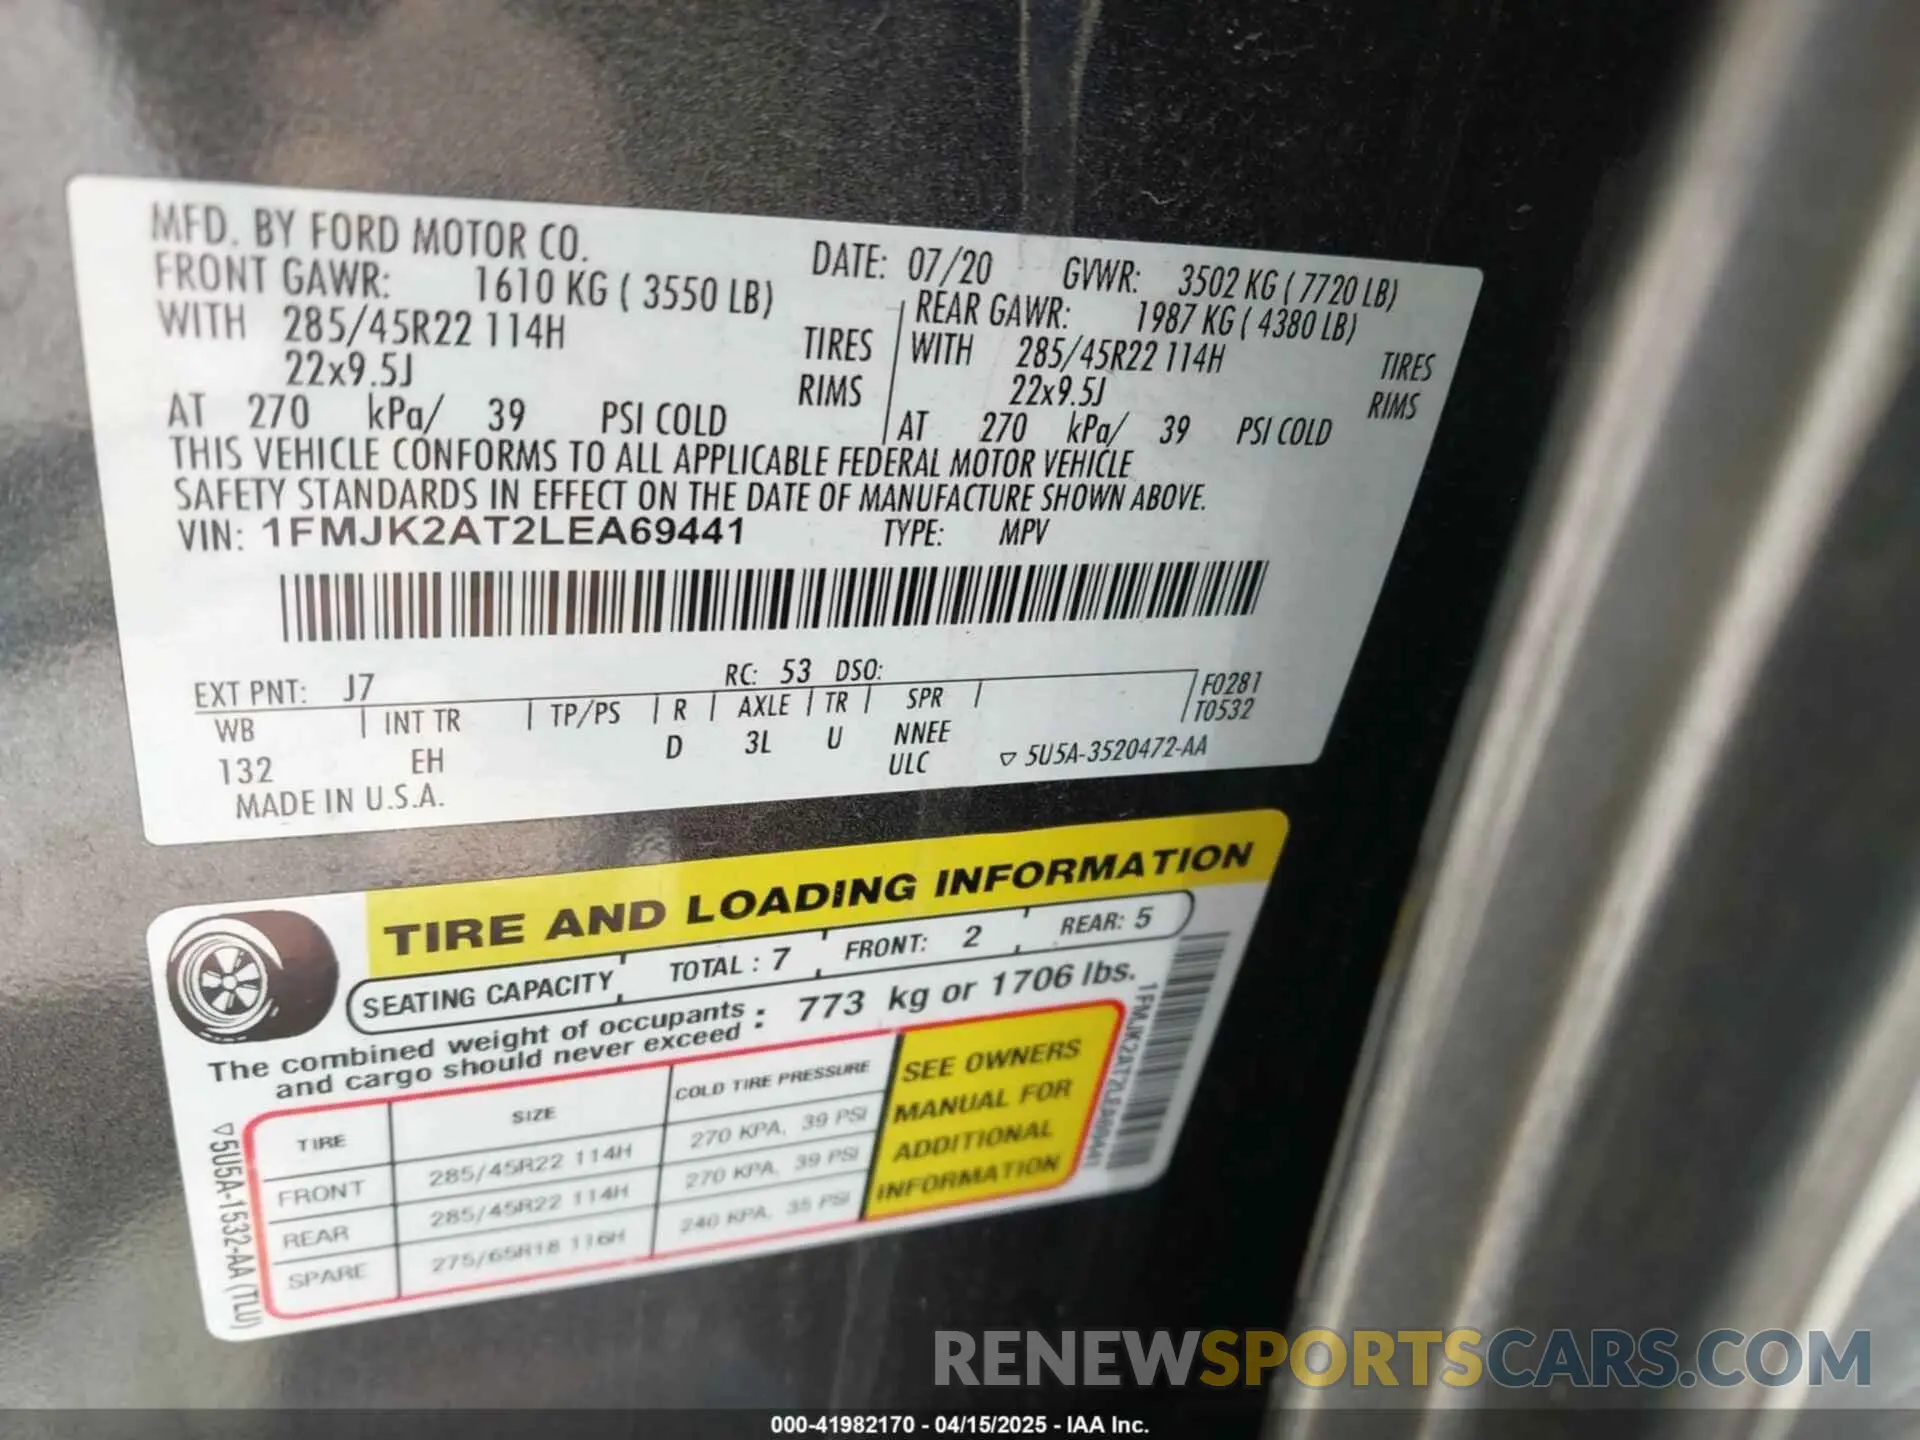 MFD. BY FORD MOTOR CO. DATE: 07/20 GVWR: 3502 KG ( 7720 LB)
FRONT GAWR: 1610 KG ( 3550 LB) REAR GAWR: 1987 KG ( 4380 LB)
WITH 285/45R22 114H TIRES WITH 285/45R22 114H TIRES
22x9.5J RIMS 22x9.5J RIMS
AT 270 kPa/ 39 PSI COLD AT 270 kPa/ 39 PSI COLD
THIS VEHICLE CONFORMS TO ALL APPLICABLE FEDERAL MOTOR VEHICLE
SAFETY STANDARDS IN EFFECT ON THE DATE OF MANUFACTURE SHOWN ABOVE.
VIN: 1FMJK2AT2LEA69441 TYPE: MPV
EXT PNT: J7 RC: 53 DSO: F0281
WB INT TR TP/PS R AXLE TR SPR T0532
132 EH D 3L U NNEE
ULC ▽ 5U5A-3520472-AA
MADE IN U.S.A.
TIRE AND LOADING INFORMATION
SEATING CAPACITY TOTAL : 7 FRONT: 2 REAR: 5
The combined weight of occupants
and cargo should never exceed : 773 kg or 1706 lbs.
TIRE SIZE COLD TIRE PRESSURE
FRONT 285/45R22 114H 270 KPA, 39 PSI
REAR 285/45R22 114H 270 KPA, 39 PSI
SPARE 275/65R18 116H 240 KPA, 35 PSI
SEE OWNERS
MANUAL FOR
ADDITIONAL
INFORMATION
▽5U5A-1532-AA (TLU)
1FMJK2AT2LEA69441
RENEWSPORTSCARS.COM
000-41982170 - 04/15/2025 - IAA Inc.